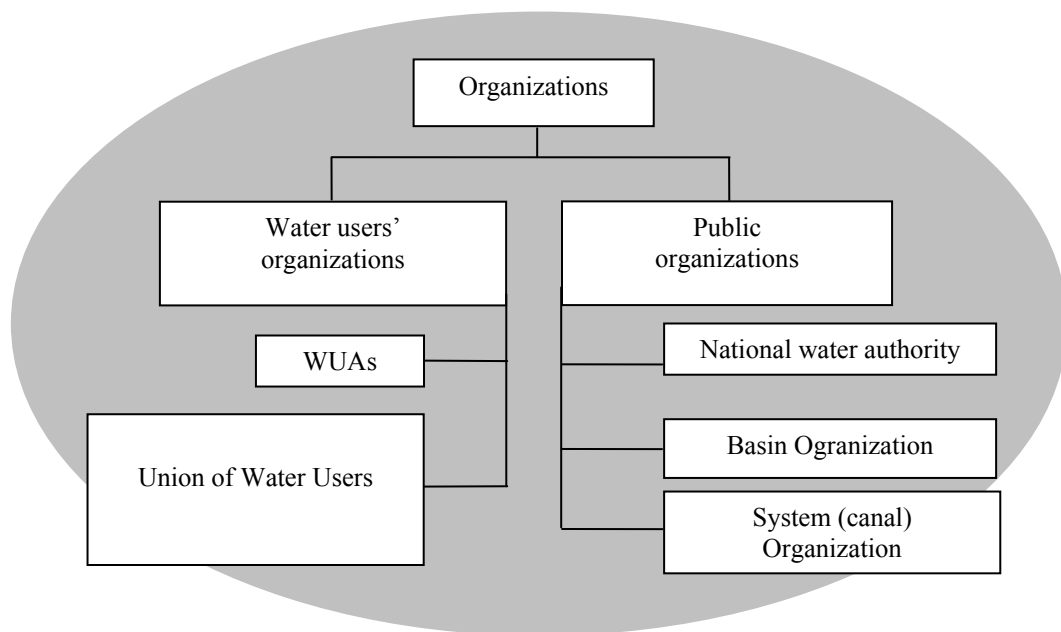 Organizations
Water users’
organizations
Public
organizations
WUAs
National water authority
Union of Water Users
Basin Ogranization
System (canal)
Organization